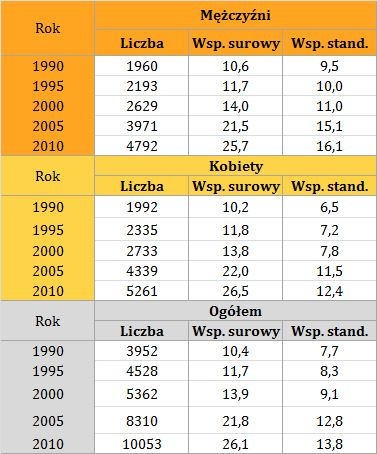 Rok Mężczyźni
Liczba Wsp. surowy Wsp. stand.
1990 1960 10,6 9,5
1995 2193 11,7 10,0
2000 2629 14,0 11,0
2005 3971 21,5 15,1
2010 4792 25,7 16,1
Rok Kobiety
Liczba Wsp. surowy Wsp. stand.
1990 1992 10,2 6,5
1995 2335 11,8 7,2
2000 2733 13,8 7,8
2005 4339 22,0 11,5
2010 5261 26,5 12,4
Rok Ogółem
Liczba Wsp. surowy Wsp. stand.
1990 3952 10,4 7,7
1995 4528 11,7 8,3
2000 5362 13,9 9,1
2005 8310 21,8 12,8
2010 10053 26,1 13,8